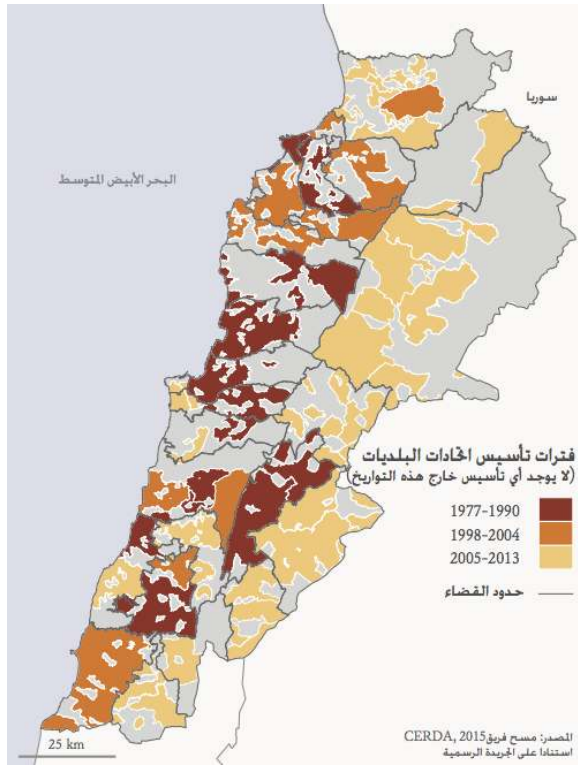 سوريا
البحر الأبيض المتوسط
فترات تأسيس اتحادات البلديات
(لا يوجد أي تأسيس خارج هذه التواريخ)
1977-1990
1998-2004
2005-2013
حدود القضاء
25 km
المصدر: مسح فريق CERDA, 2015
استنادا على الجريدة الرسمية